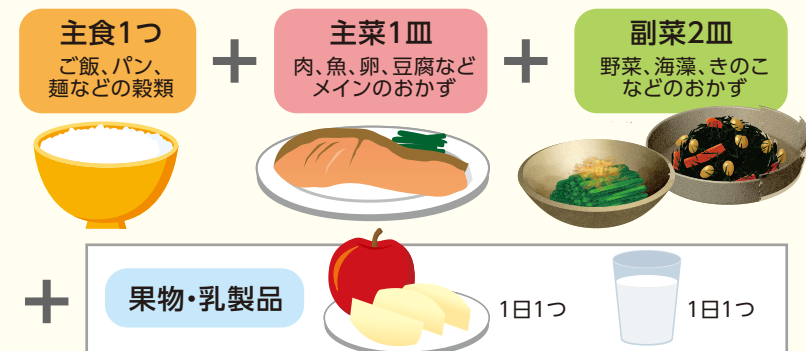 主食1つ
ご飯、パン、
麺などの穀類
+
主菜1皿
肉、魚、卵、豆腐など
メインのおかず
+
副菜2皿
野菜、海藻、きのこ
などのおかず
+
果物・乳製品
1日1つ
1日1つ